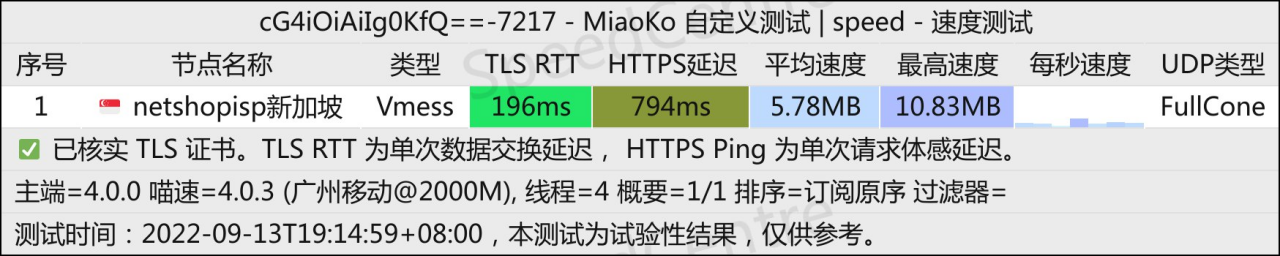 cG4iOiAiIg0KfQ==-7217 - MiaoKo 自定义测试 | speed - 速度测试
序号 节点名称 类型 TLS RTT HTTPS延迟 平均速度 最高速度 每秒速度 UDP类型
1 netshopisp新加坡 Vmess 196ms 794ms 5.78MB 10.83MB FullCone
✅ 已核实 TLS 证书。TLS RTT 为单次数据交换延迟， HTTPS Ping 为单次请求体感延迟。
主端=4.0.0 喵速=4.0.3 (广州移动@2000M), 线程=4 概要=1/1 排序=订阅原序 过滤器=
测试时间：2022-09-13T19:14:59+08:00，本测试为试验性结果，仅供参考。